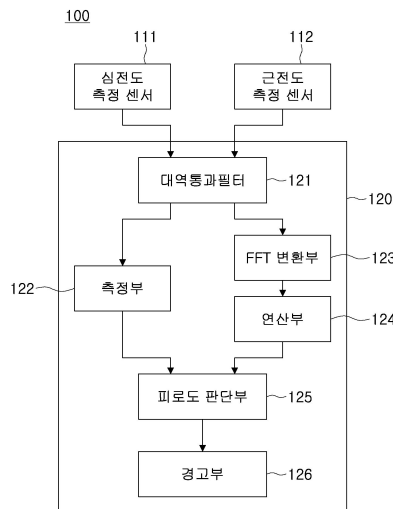 100
111
112
심전도
측정 센서
근전도
측정 센서
대역통과필터
121
120
FFT 변환부
123
122
측정부
연산부
124
피로도 판단부
125
경고부
126